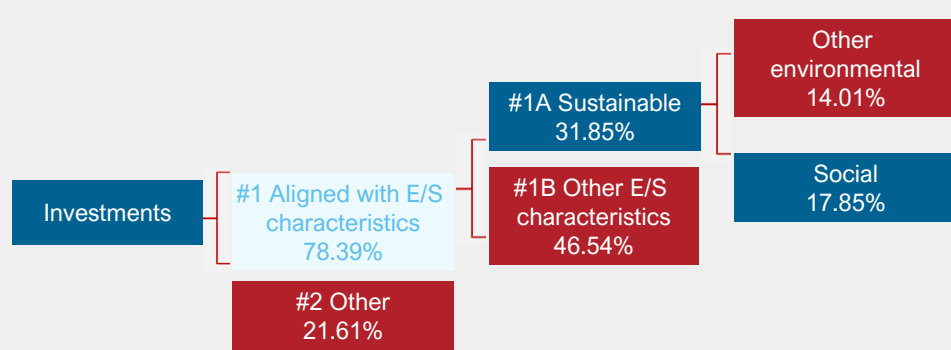 Investments
#1 Aligned with E/S
characteristics
78.39%
#2 Other
21.61%
#1A Sustainable
31.85%
#1B Other E/S
characteristics
46.54%
Other
environmental
14.01%
Social
17.85%